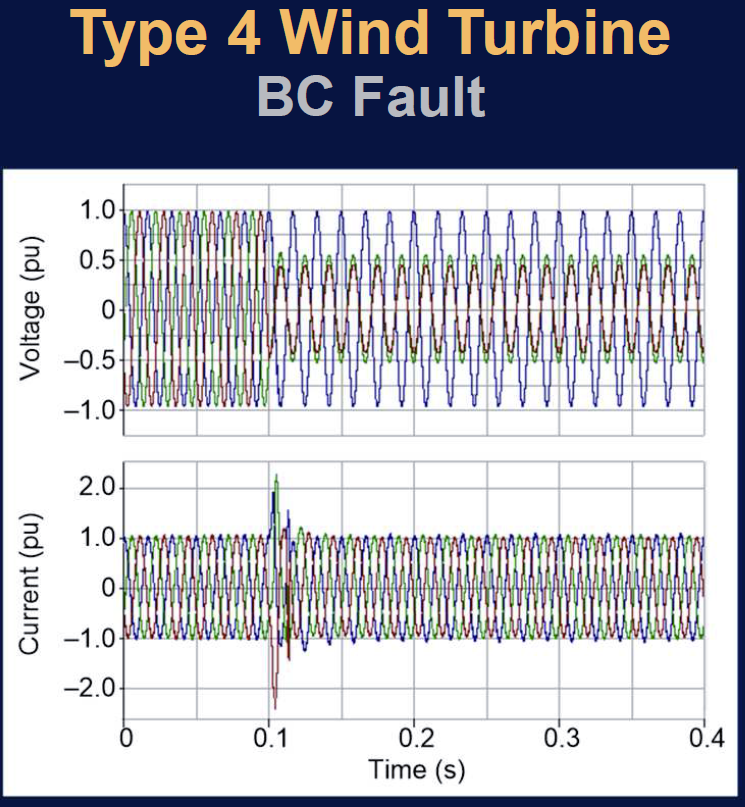 Type 4 Wind Turbine
BC Fault
Voltage (pu)
1.0
0.5
0
–0.5
–1.0
Current (pu)
2.0
1.0
0
–1.0
–2.0
0 0.1 0.2 0.3 0.4
Time (s)